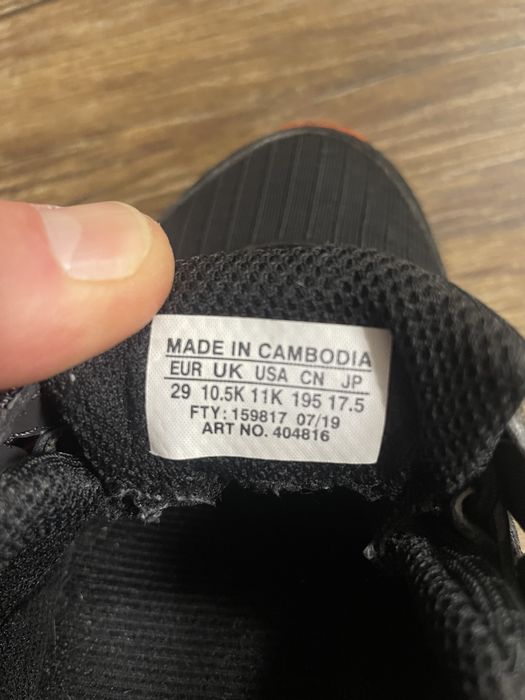 MADE IN CAMBODIA
EUR UK USA CN JP
29 10.5K 11K 195 17.5
FTY: 159817 07/19
ART NO. 404816